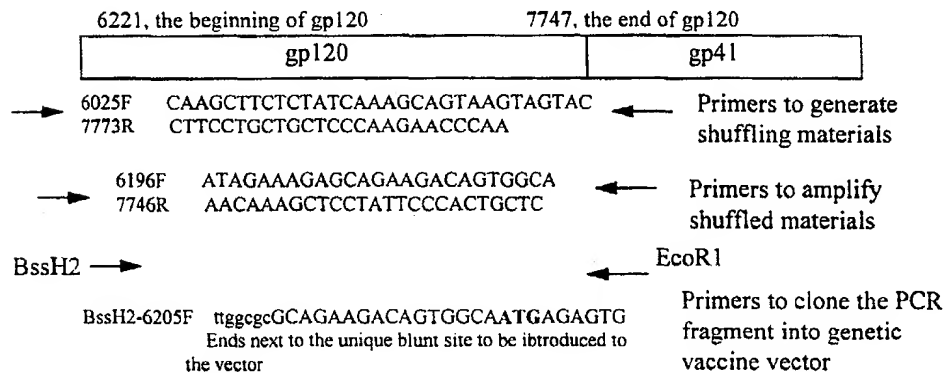 6221, the beginning of gp120
7747, the end of gp120
gp120
gp41
6025F CAAGCTTCTCTATCAAAGCAGTAAGTAGTAC
7773R CTTCCTGCTGCTCCCAAGAACCCAA
Primers to generate
shuffling materials
6196F ATAGAAAGAGCAGAAGACAGTGGCA
7746R AACAAAGCTCCTATTCCCACTGCTC
Primers to amplify
shuffled materials
BssH2
EcoR1
BssH2-6205F ttggcgcGCAGAAGACAGTGGCAATGAGAGTG
Ends next to the unique blunt site to be ibtroduced to
the vector
Primers to clone the PCR
fragment into genetic
vaccine vector